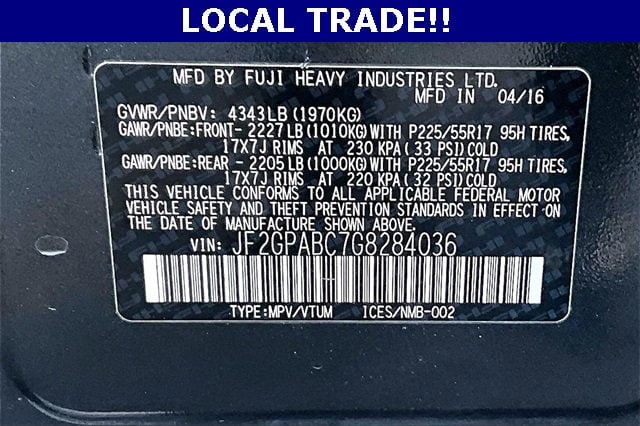 LOCAL TRADE!!
MFD BY FUJI HEAVY INDUSTRIES LTD.
MFD IN 04/16
GVWR/PNBV: 4343LB (1970KG)
GAWR/PNBE:FRONT- 2227LB (1010KG)WITH P225/55R17 95H TIRES,
17X7J RIMS AT 230 KPA (33 PSI)COLD
GAWR/PNBE:REAR - 2205LB (1000KG)WITH P225/55R17 95H TIRES,
17X7J RIMS AT 220 KPA (32 PSI)COLD
THIS VEHICLE CONFORMS TO ALL APPLICABLE FEDERAL MOTOR
VEHICLE SAFETY AND THEFT PREVENTION STANDARDS IN EFFECT ON
THE DATE OF MANUFACTURE SHOWN ABOVE.
VIN: JF2GPABC7G8284036
TYPE:MPV/VTUM ICES/NMB-002